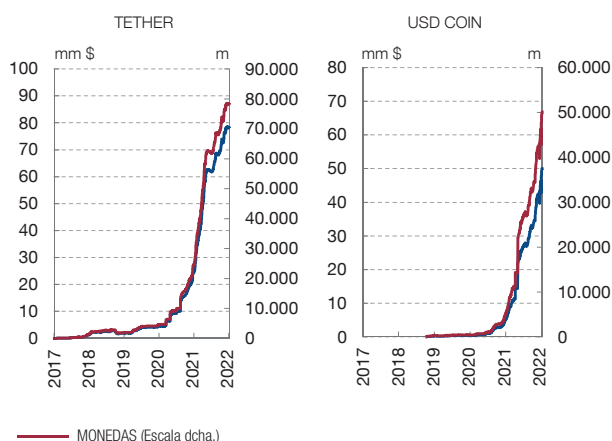 TETHER
mm $ m
100 90.000
90 80.000
80 70.000
70 60.000
60 50.000
50 40.000
40 30.000
30 20.000
20 10.000
10 0
0
2017 2018 2019 2020 2021 2022
USD COIN
mm $ m
80 60.000
70 50.000
60 40.000
50 30.000
40 20.000
30 10.000
20 0
10
0
2017 2018 2019 2020 2021 2022
MONEDAS (Escala dcha.)